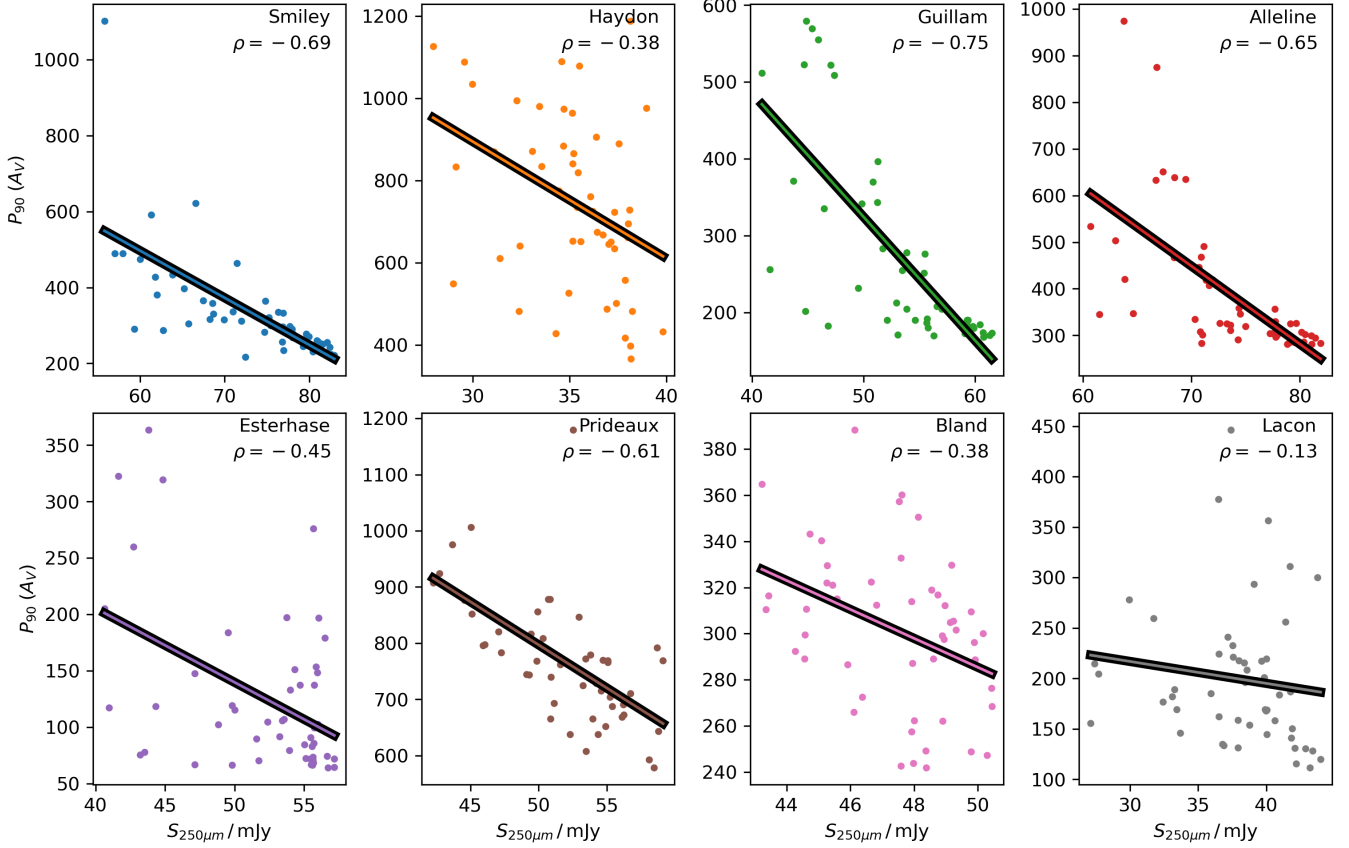 Smiley
ρ = −0.69
1000
800
600
400
200
60 70 80
P90 (AV)
Haydon
ρ = −0.38
1200
1000
800
600
400
30 35 40
Guillam
ρ = −0.75
600
500
400
300
200
40 50 60
Alleline
ρ = −0.65
1000
900
800
700
600
500
400
300
60 70 80
Esterhase
ρ = −0.45
350
300
250
200
150
100
50
40 45 50 55
P90 (AV)
S250μm / mJy
Prideaux
ρ = −0.61
1200
1100
1000
900
800
700
600
45 50 55
S250μm / mJy
Bland
ρ = −0.38
380
360
340
320
300
280
260
240
44 46 48 50
S250μm / mJy
Lacon
ρ = −0.13
450
400
350
300
250
200
150
100
30 40
S250μm / mJy